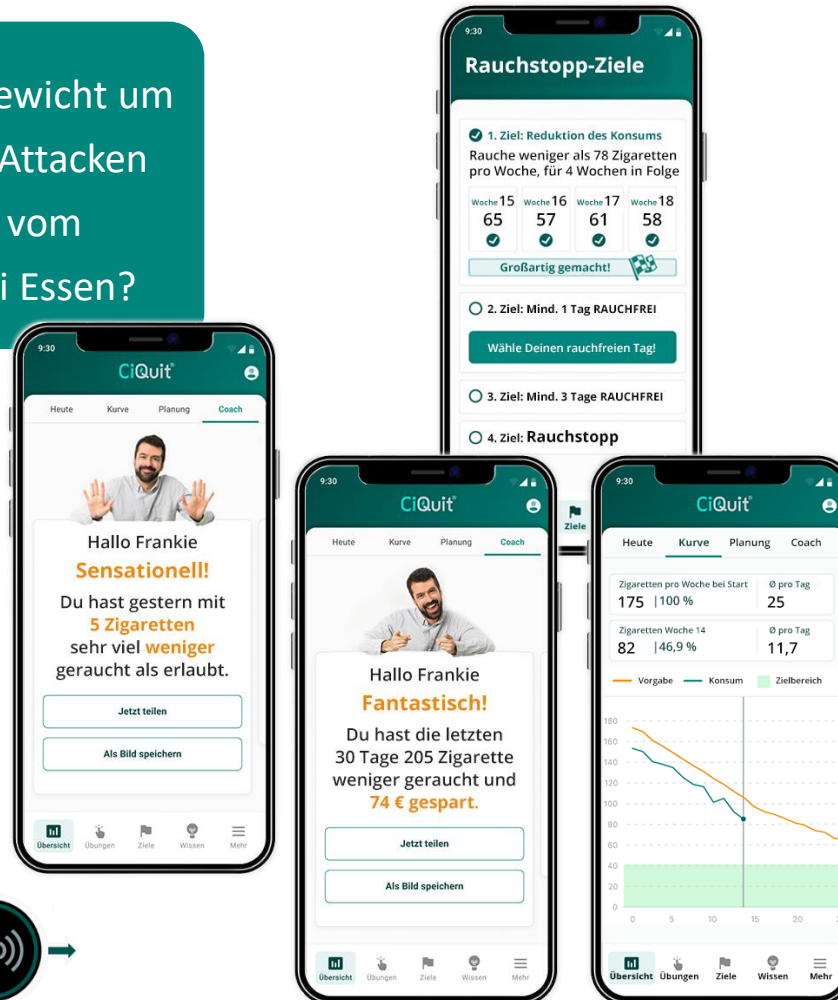 ewicht um
Attacken
vom
i Essen?
9:30
Rauchstopp-Ziele
1. Ziel: Reduktion des Konsums
Rauche weniger als 78 Zigaretten
pro Woche, für 4 Wochen in Folge
Woche 15 Woche 16 Woche 17 Woche 18
65 57 61 58
Großartig gemacht!
2. Ziel: Mind. 1 Tag RAUCHFREI
Wähle Deinen rauchfreien Tag!
3. Ziel: Mind. 3 Tage RAUCHFREI
4. Ziel: Rauchstopp
Ziele
9:30
CiQuit®
Heute Kurve Planung Coach
Hallo Frankie
Sensationell!
Du hast gestern mit
5 Zigaretten
sehr viel weniger
geraucht als erlaubt.
Jetzt teilen
Als Bild speichern
Übersicht Übungen Ziele Wissen Mehr
9:30
CiQuit®
Heute Kurve Planung Coach
Hallo Frankie
Fantastisch!
Du hast die letzten
30 Tage 205 Zigarette
weniger geraucht und
74 € gespart.
Jetzt teilen
Als Bild speichern
Übersicht Übungen Ziele Wissen Mehr
9:30
CiQuit®
Heute Kurve Planung Coach
Zigaretten pro Woche bei Start Ø pro Tag
175 |100 % 25
Zigaretten Woche 14 Ø pro Tag
82 |46,9 % 11,7
Vorgabe Konsum Zielbereich
180
160
140
120
100
80
60
40
20
0
0 5 10 15 20
Übersicht Übungen Ziele Wissen Mehr